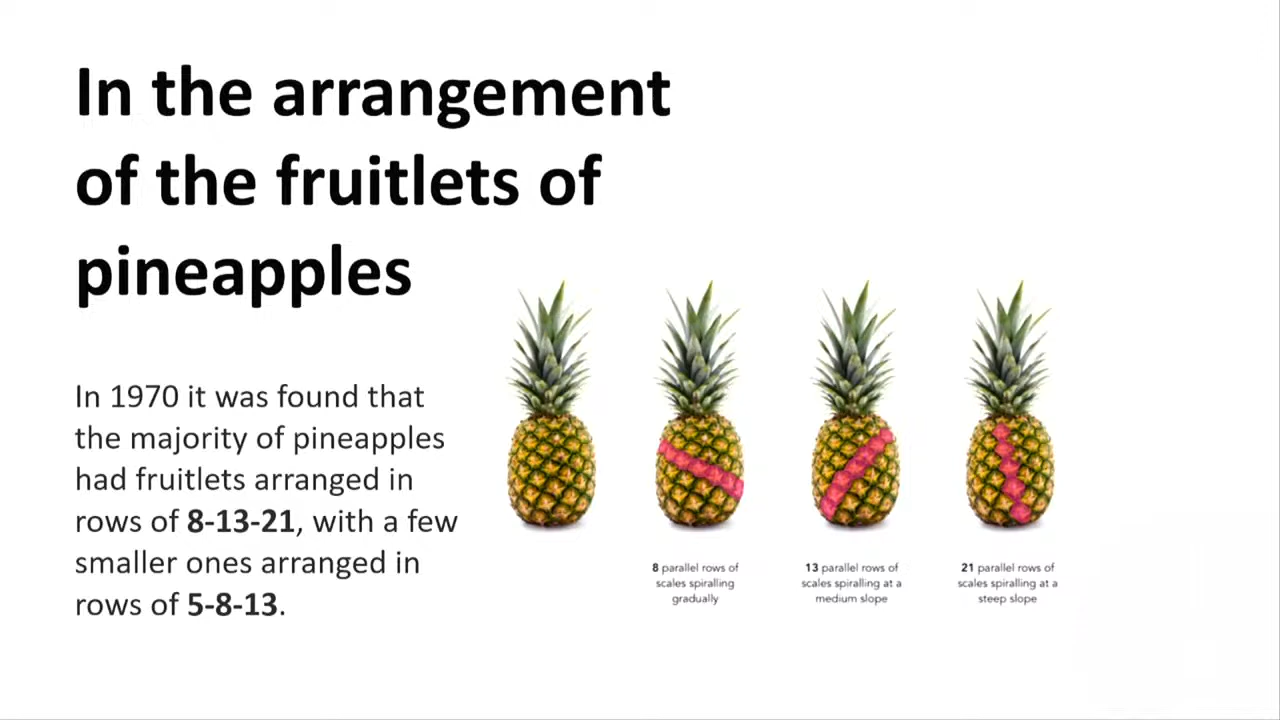 In the arrangement
of the fruitlets of
pineapples
In 1970 it was found that
the majority of pineapples
had fruitlets arranged in
rows of 8-13-21, with a few
smaller ones arranged in
rows of 5-8-13.
8 parallel rows of
scales spiralling
gradually
13 parallel rows of
scales spiralling at a
medium slope
21 parallel rows of
scales spiralling at a
steep slope